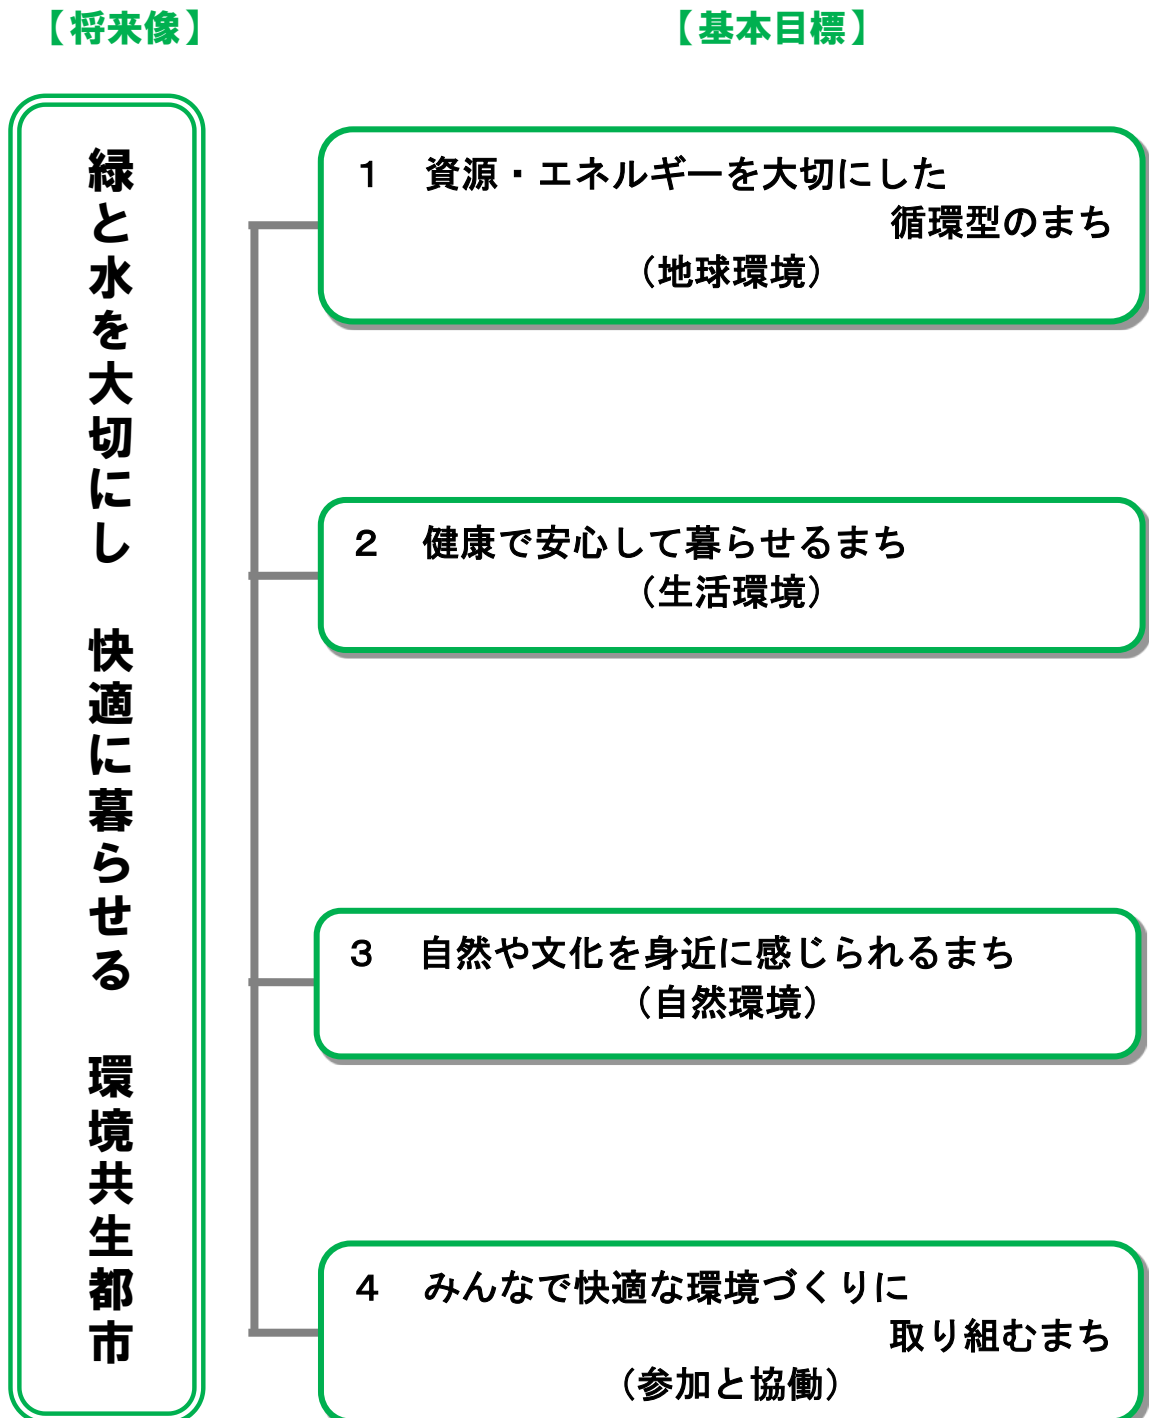 【将来像】
【基本目標】
緑と水を大切にし　快適に暮らせる　環境共生都市
１　資源・エネルギーを大切にした
循環型のまち
（地球環境）
２　健康で安心して暮らせるまち
（生活環境）
３　自然や文化を身近に感じられるまち
（自然環境）
４　みんなで快適な環境づくりに
取り組むまち
（参加と協働）